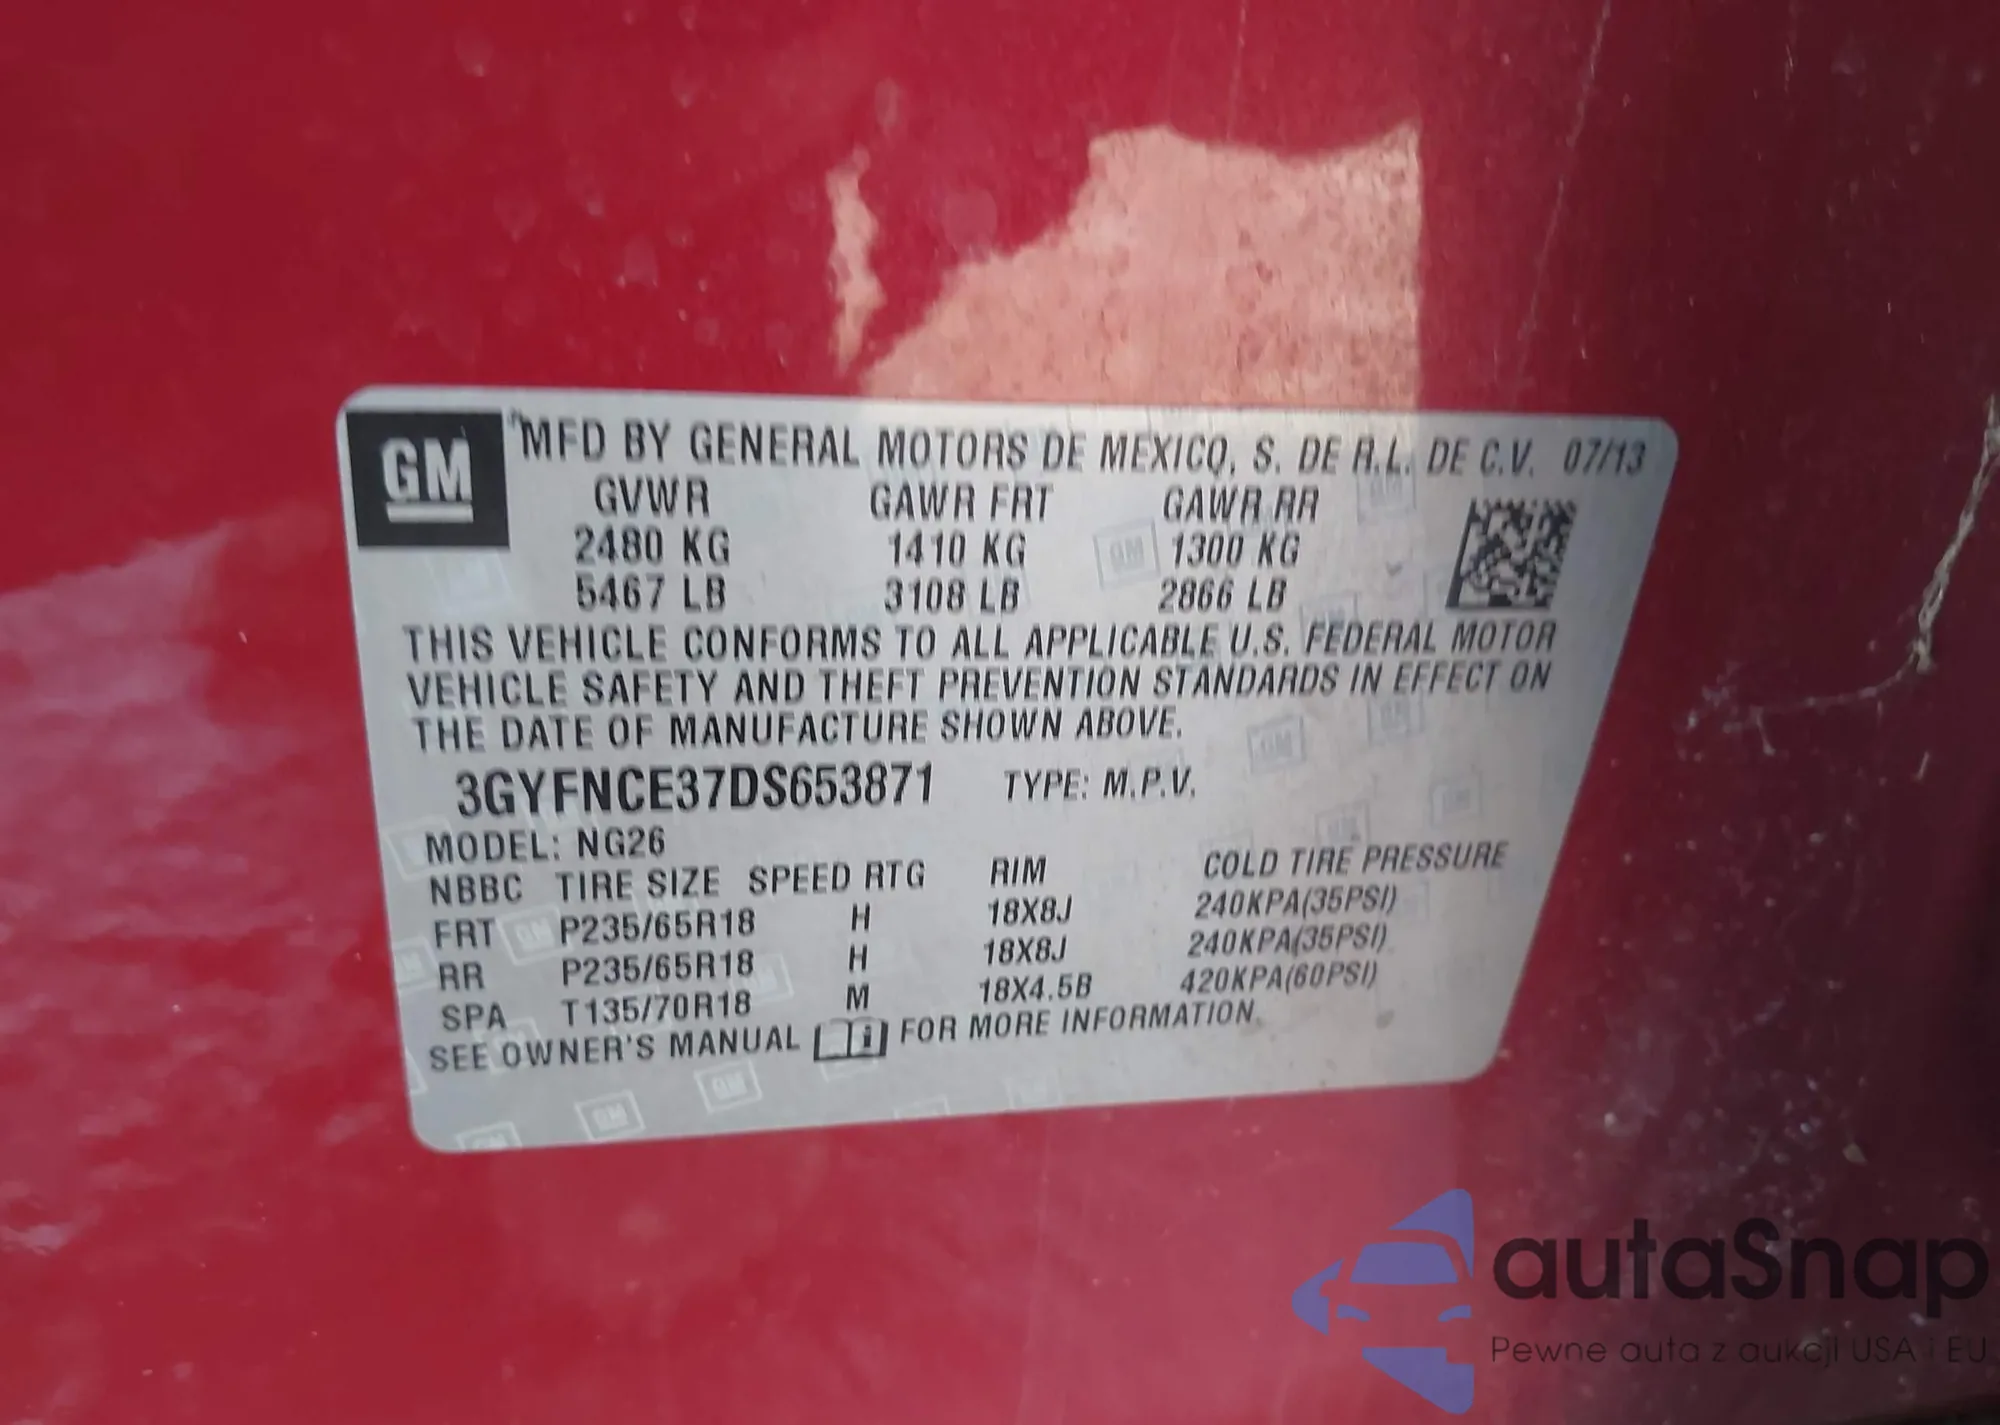 GM
MFD BY GENERAL MOTORS DE MEXICO, S. DE R.L. DE C.V. 07/13
GVWR GAWR FRT GAWR RR
2480 KG 1410 KG 1300 KG
5467 LB 3108 LB 2866 LB
THIS VEHICLE CONFORMS TO ALL APPLICABLE U.S. FEDERAL MOTOR
VEHICLE SAFETY AND THEFT PREVENTION STANDARDS IN EFFECT ON
THE DATE OF MANUFACTURE SHOWN ABOVE.
3GYFNCE37DS653871 TYPE: M.P.V.
MODEL: NG26
NBBC TIRE SIZE SPEED RTG RIM COLD TIRE PRESSURE
FRT P235/65R18 H 18X8J 240KPA(35PSI)
RR P235/65R18 H 18X8J 240KPA(35PSI)
SPA T135/70R18 M 18X4.5B 420KPA(60PSI)
SEE OWNER'S MANUAL FOR MORE INFORMATION.
autaSnap
Pewne auta z aukcji USA i EU